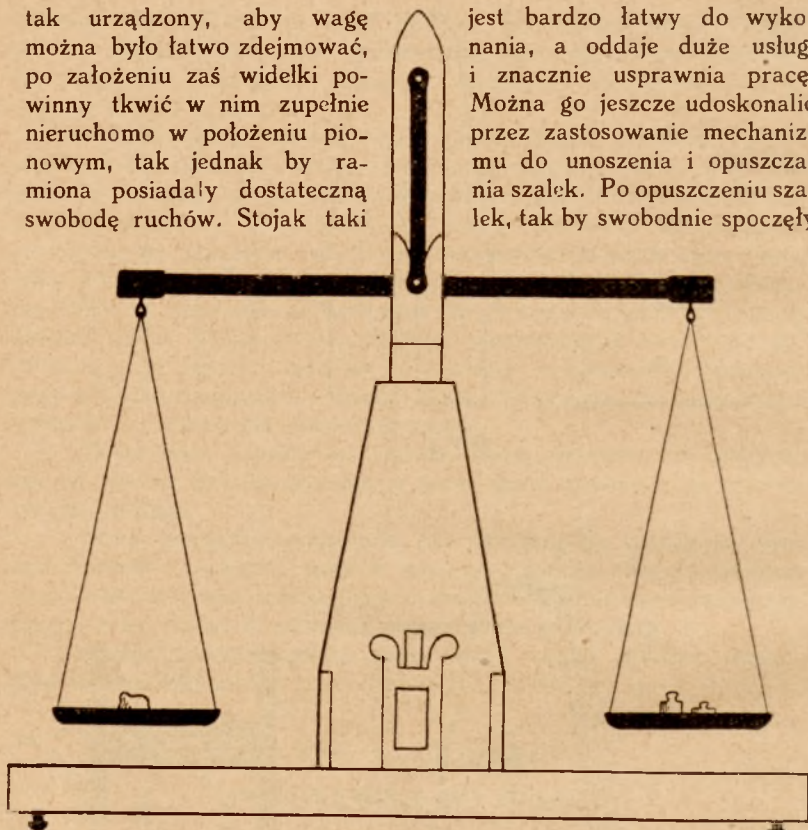 tak urządzony, aby wagę
można było łatwo zdejmować,
po założeniu zaś widelki po-
winny tkwić w nim zupełnie
nieruchomo w położeniu pio-
nowym, tak jednak by ra-
miona posiadały dostateczną
swobodę ruchów. Stojak taki
jest bardzo łatwy do wyko
nania, a oddaje duże usług
i znacznie usprawnia pracę
Można go jeszcze udoskonalić
przez zastosowanie mechaniz
mu do unoszenia i opuszcza
nia szalek. Po opuszczeniu sza
lek, tak by swobodnie spoczęły